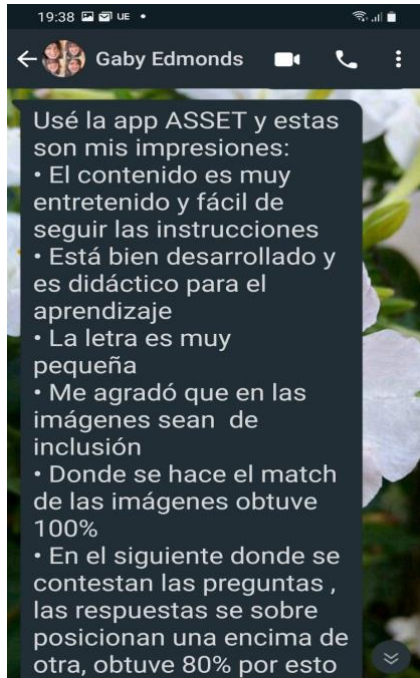 19:38 UE •
Gaby Edmonds
Usé la app ASSET y estas
son mis impresiones:
• El contenido es muy
entretenido y fácil de
seguir las instrucciones
• Está bien desarrollado y
es didáctico para el
aprendizaje
• La letra es muy
pequeña
• Me agradó que en las
imágenes sean de
inclusión
• Donde se hace el match
de las imágenes obtuve
100%
• En el siguiente donde se
contestan las preguntas ,
las respuestas se sobre
posicionan una encima de
otra, obtuve 80% por esto